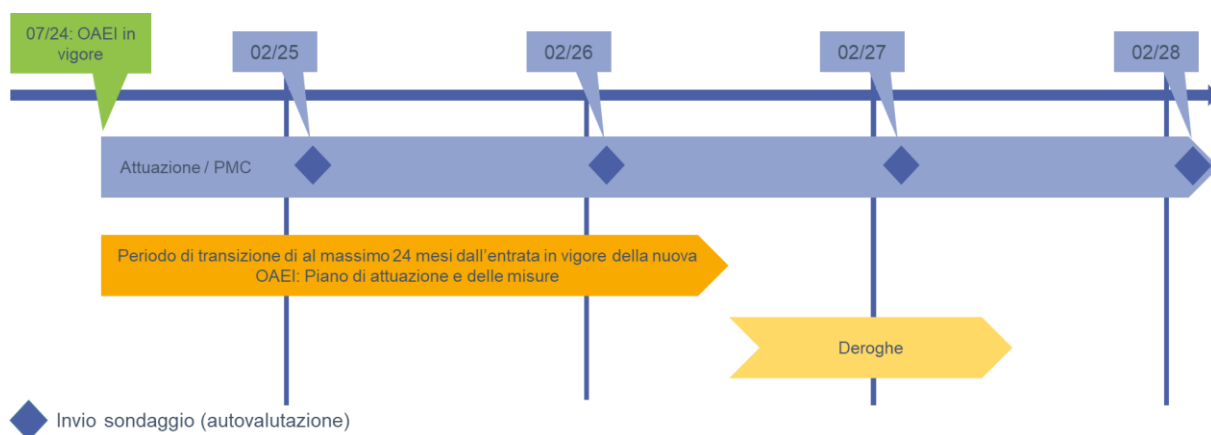 07/24: OAEI in
vigore
02/25
02/26
02/27
02/28
Attuazione / PMC
Periodo di transizione di al massimo 24 mesi dall'entrata in vigore della nuova
OAEI: Piano di attuazione e delle misure
Deroghe
Invio sondaggio (autovalutazione)